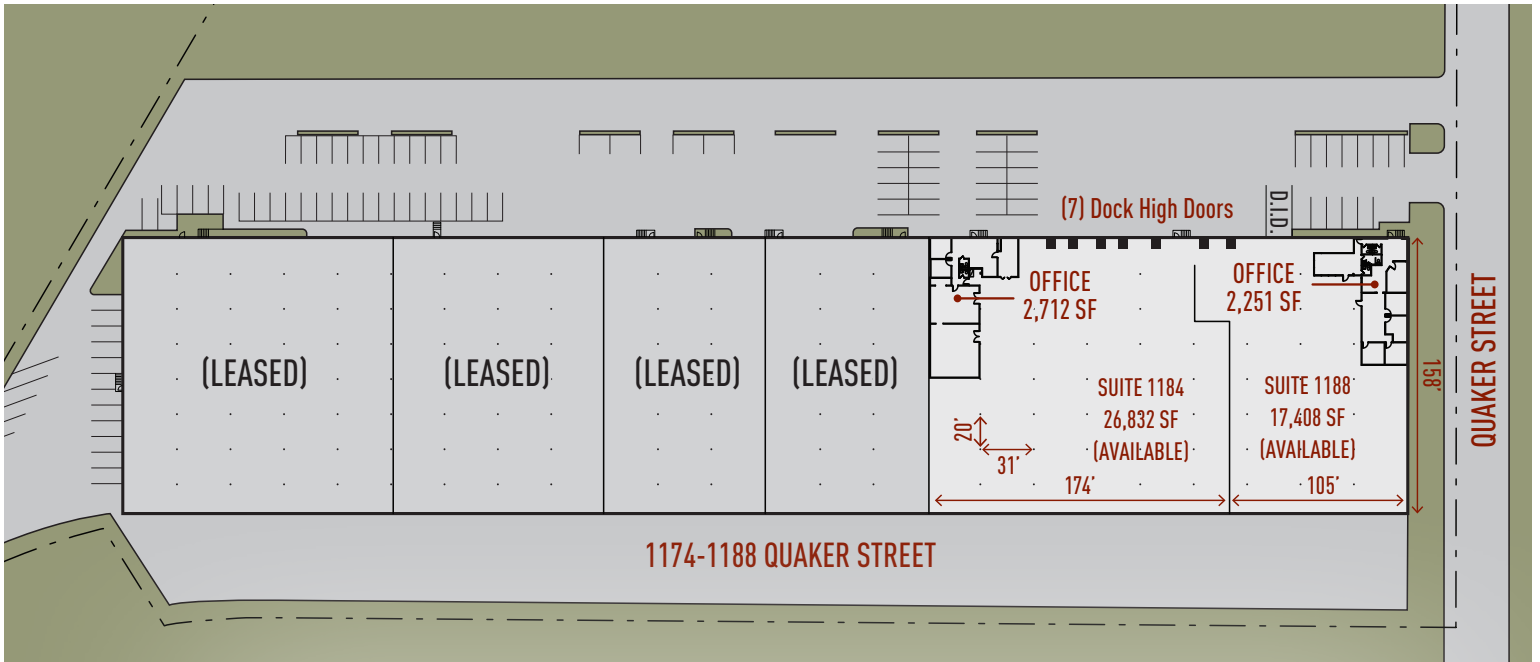 (7) Dock High Doors
D.I.D.
OFFICE
2,712 SF
OFFICE
2,251 SF
(LEASED)
(LEASED)
(LEASED)
(LEASED)
SUITE 1184
26,832 SF
(AVAILABLE)
SUITE 1188
17,408 SF
(AVAILABLE)
158'
QUAKER STREET
20'
31'
174'
105'
1174-1188 QUAKER STREET